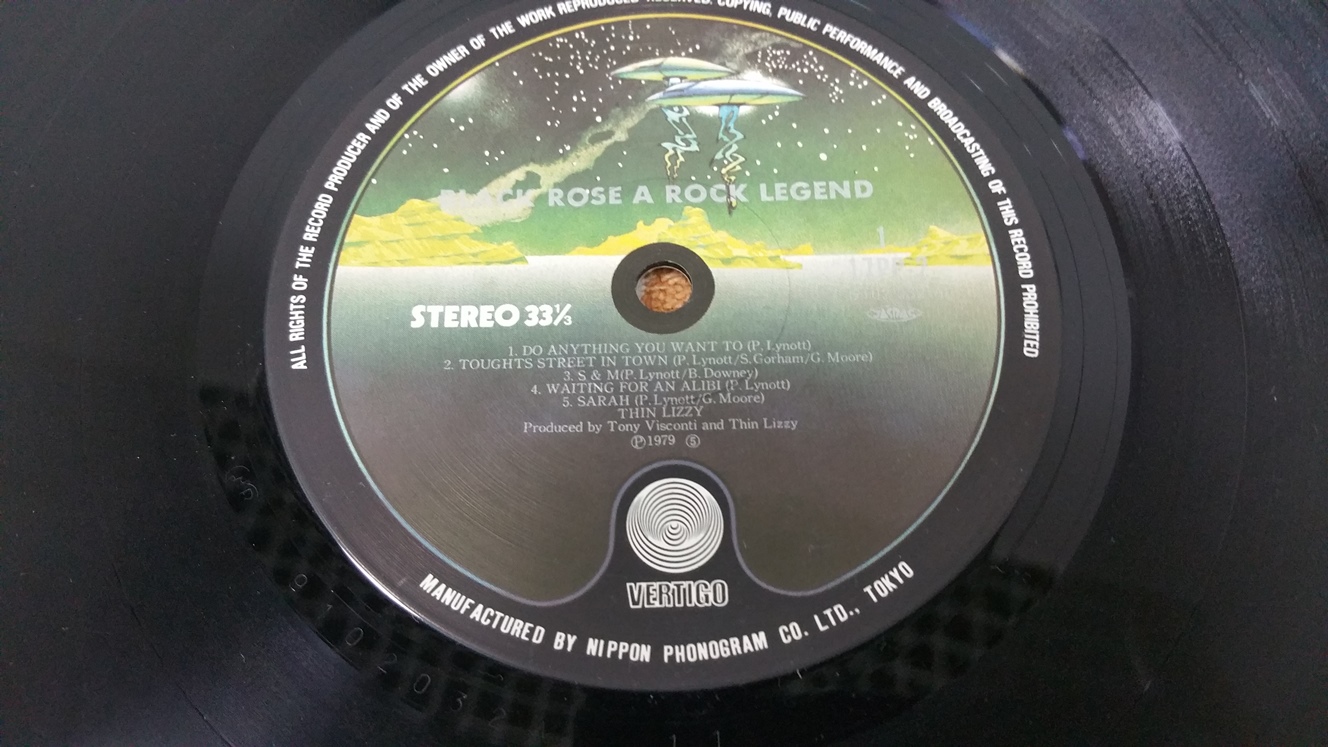 ALL RIGHTS OF THE RECORD PRODUCER AND OF THE OWNER OF THE WORK REPRODUCED RESERVED. COPYING, PUBLIC PERFORMANCE AND BROADCASTING OF THIS RECORD PROHIBITED
BLACK ROSE A ROCK LEGEND
1
STEREO 33⅓
1. DO ANYTHING YOU WANT TO (P. Lynott)
2. TOUGHTS STREET IN TOWN (P. Lynott/S.Gorham/G. Moore)
3. S & M(P. Lynott/B. Downey)
4. WAITING FOR AN ALIBI (P. Lynott)
5. SARAH (P. Lynott/G. Moore)
THIN LIZZY
Produced by Tony Visconti and Thin Lizzy
Ⓟ1979 ⑤
VERTIGO
MANUFACTURED BY NIPPON PHONOGRAM CO. LTD., TOKYO
9102032